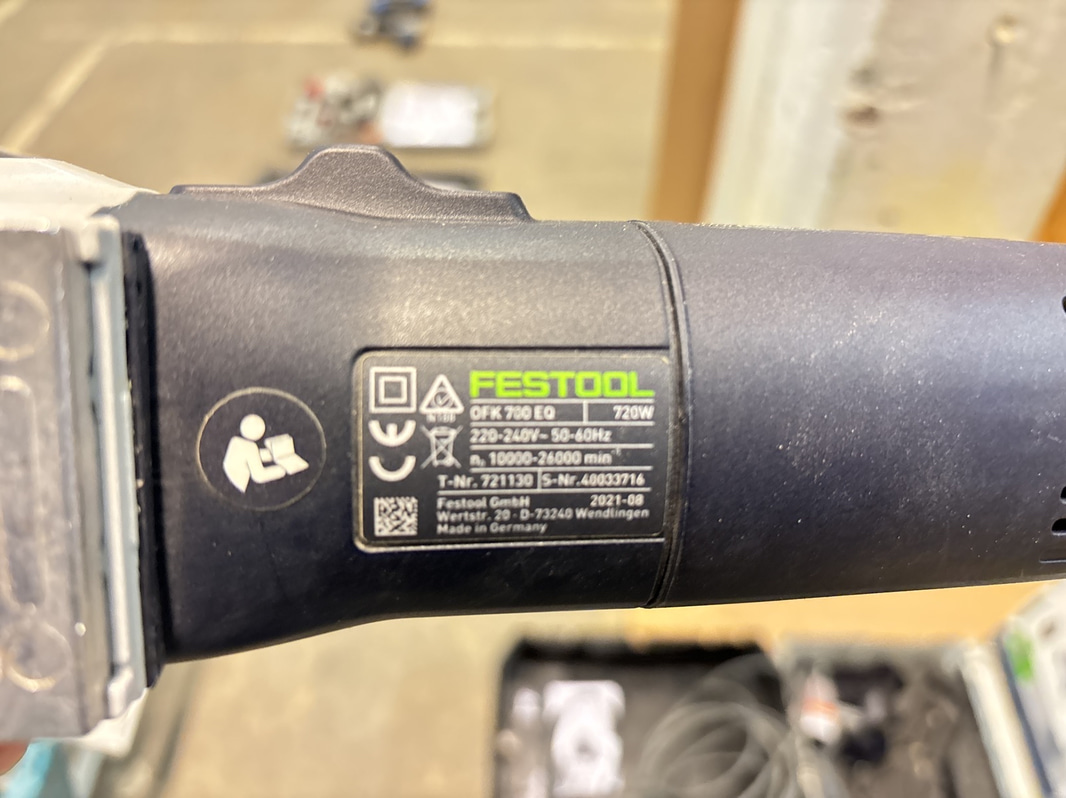 FESTOOL
OFK 700 EQ 720W
220-240V~ 50-60Hz
n₀ 10000-26000 min⁻¹
T-Nr. 721130 S-Nr. 40033716
Festool GmbH 2021-08
Wertstr. 20 · D-73240 Wendlingen
Made in Germany
CE